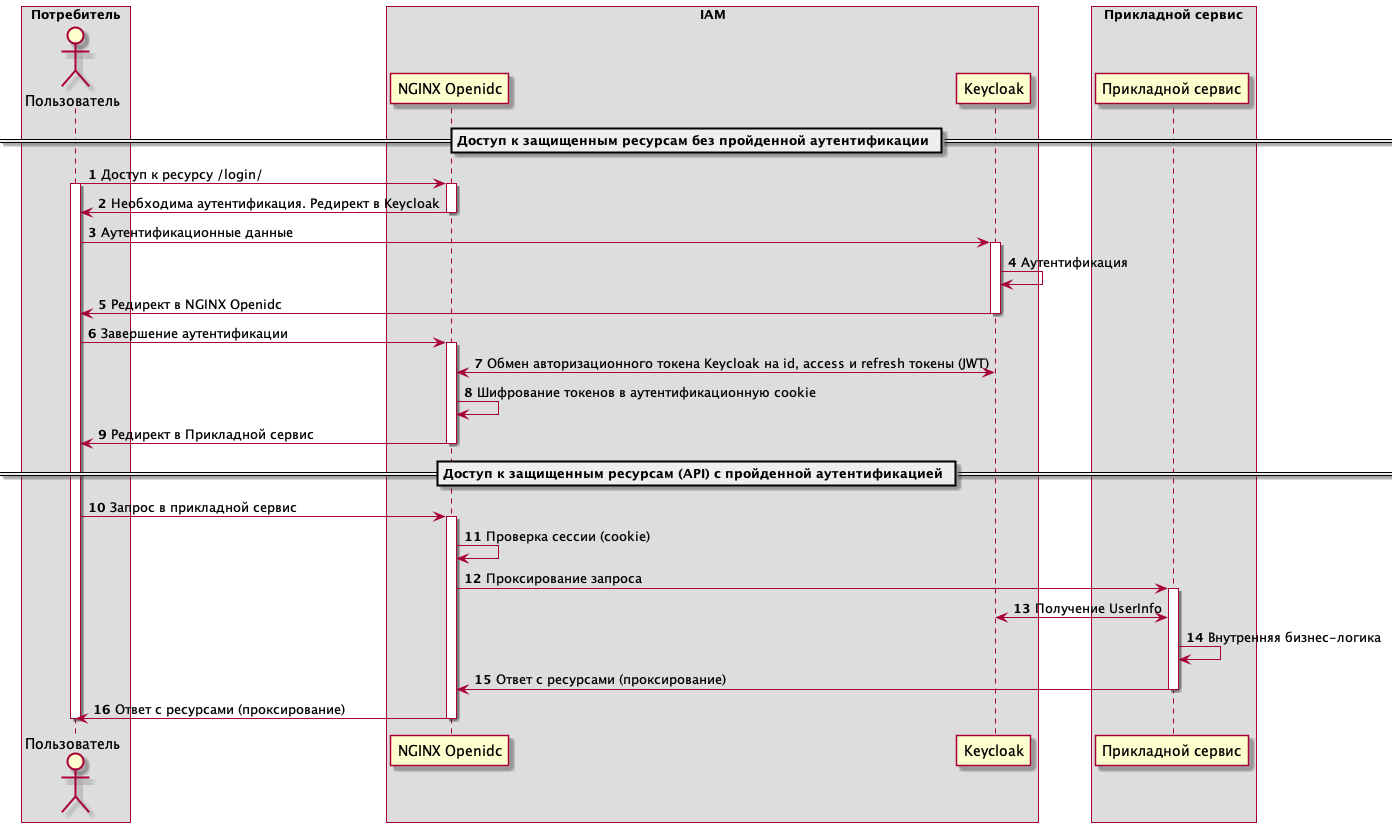 Потребитель
IAM
Прикладной сервис
Пользователь
NGINX Openidc
Keycloak
Прикладной сервис
Доступ к защищенным ресурсам без пройденной аутентификации
1 Доступ к ресурсу /login/
2 Необходима аутентификация. Редирект в Keycloak
3 Аутентификационные данные
4 Аутентификация
5 Редирект в NGINX Openidc
6 Завершение аутентификации
7 Обмен авторизационного токена Keycloak на id, access и refresh токены (JWT)
8 Шифрование токенов в аутентификационную cookie
9 Редирект в Прикладной сервис
Доступ к защищенным ресурсам (API) с пройденной аутентификацией
10 Запрос в прикладной сервис
11 Проверка сессии (cookie)
12 Проксирование запроса
13 Получение UserInfo
14 Внутренняя бизнес-логика
15 Ответ с ресурсами (проксирование)
16 Ответ с ресурсами (проксирование)
Пользователь
NGINX Openidc
Keycloak
Прикладной сервис